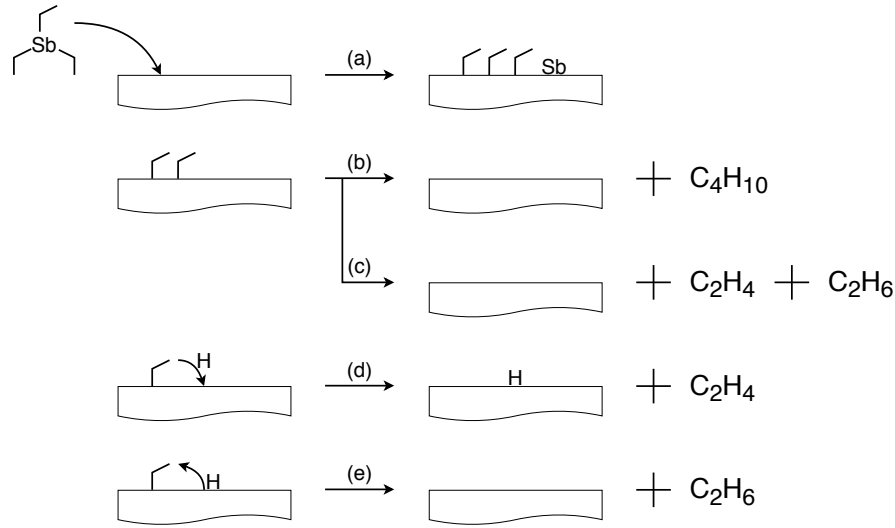 Sb
(a)
Sb
(b)
+ C₄H₁₀
(c)
+ C₂H₄ + C₂H₆
H
(d)
H
+ C₂H₄
H
(e)
+ C₂H₆